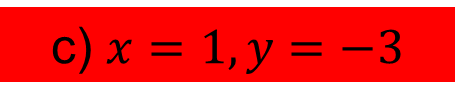 c) x = 1, y = −3